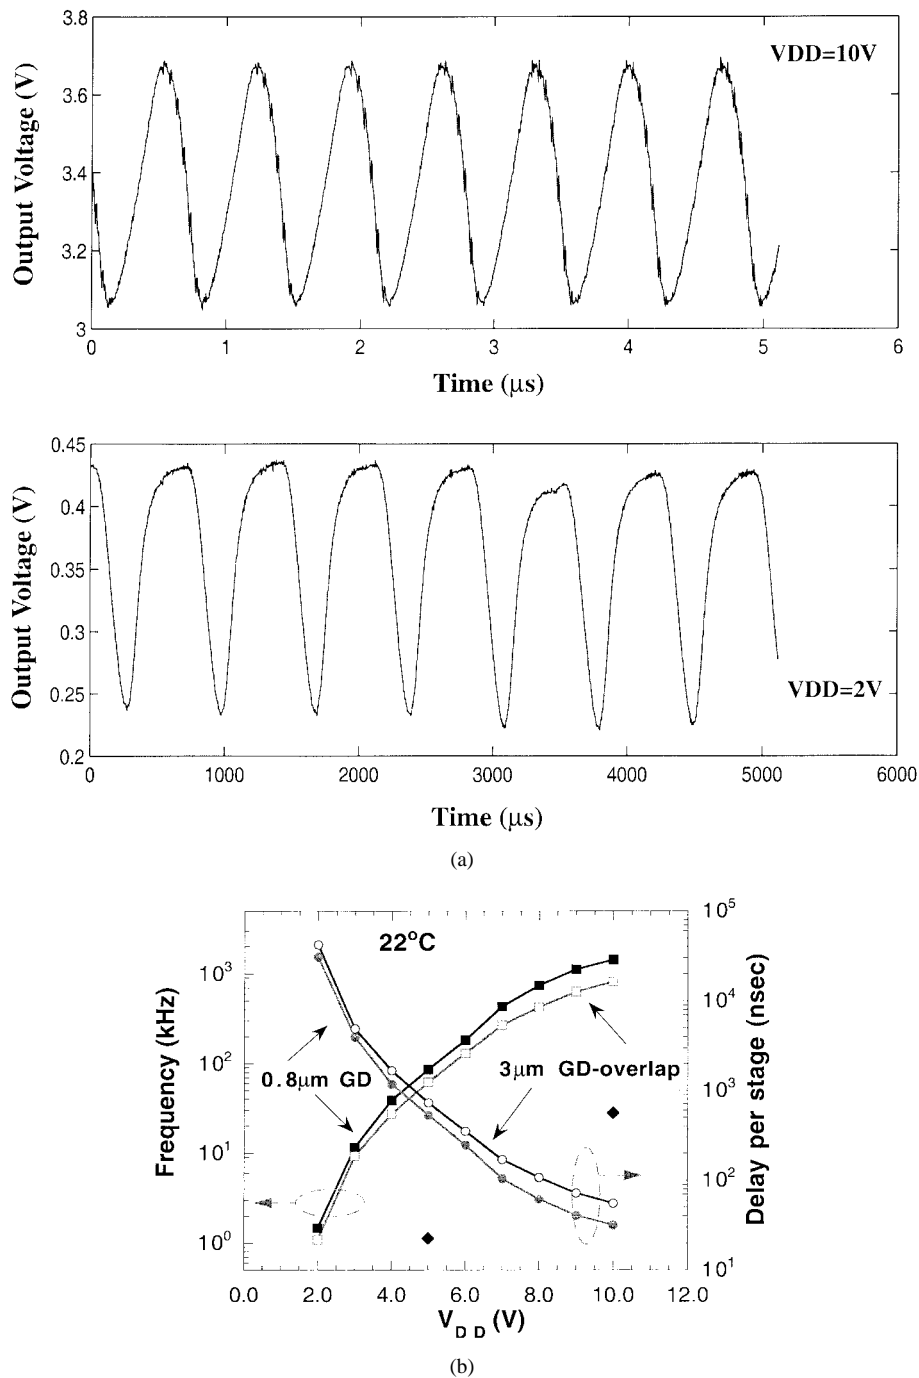 3.8
3.6
3.4
3.2
3
Output Voltage (V)
VDD=10V
0 1 2 3 4 5 6
Time (μs)
0.45
0.4
0.35
0.3
0.25
0.2
Output Voltage (V)
VDD=2V
0 1000 2000 3000 4000 5000 6000
Time (μs)
(a)
22°C
10³
10²
10¹
10⁰
Frequency (kHz)
0.8μm GD
3μm GD-overlap
10⁵
10⁴
10³
10²
10¹
Delay per stage (nsec)
0.0 2.0 4.0 6.0 8.0 10.0 12.0
V_DD (V)
(b)